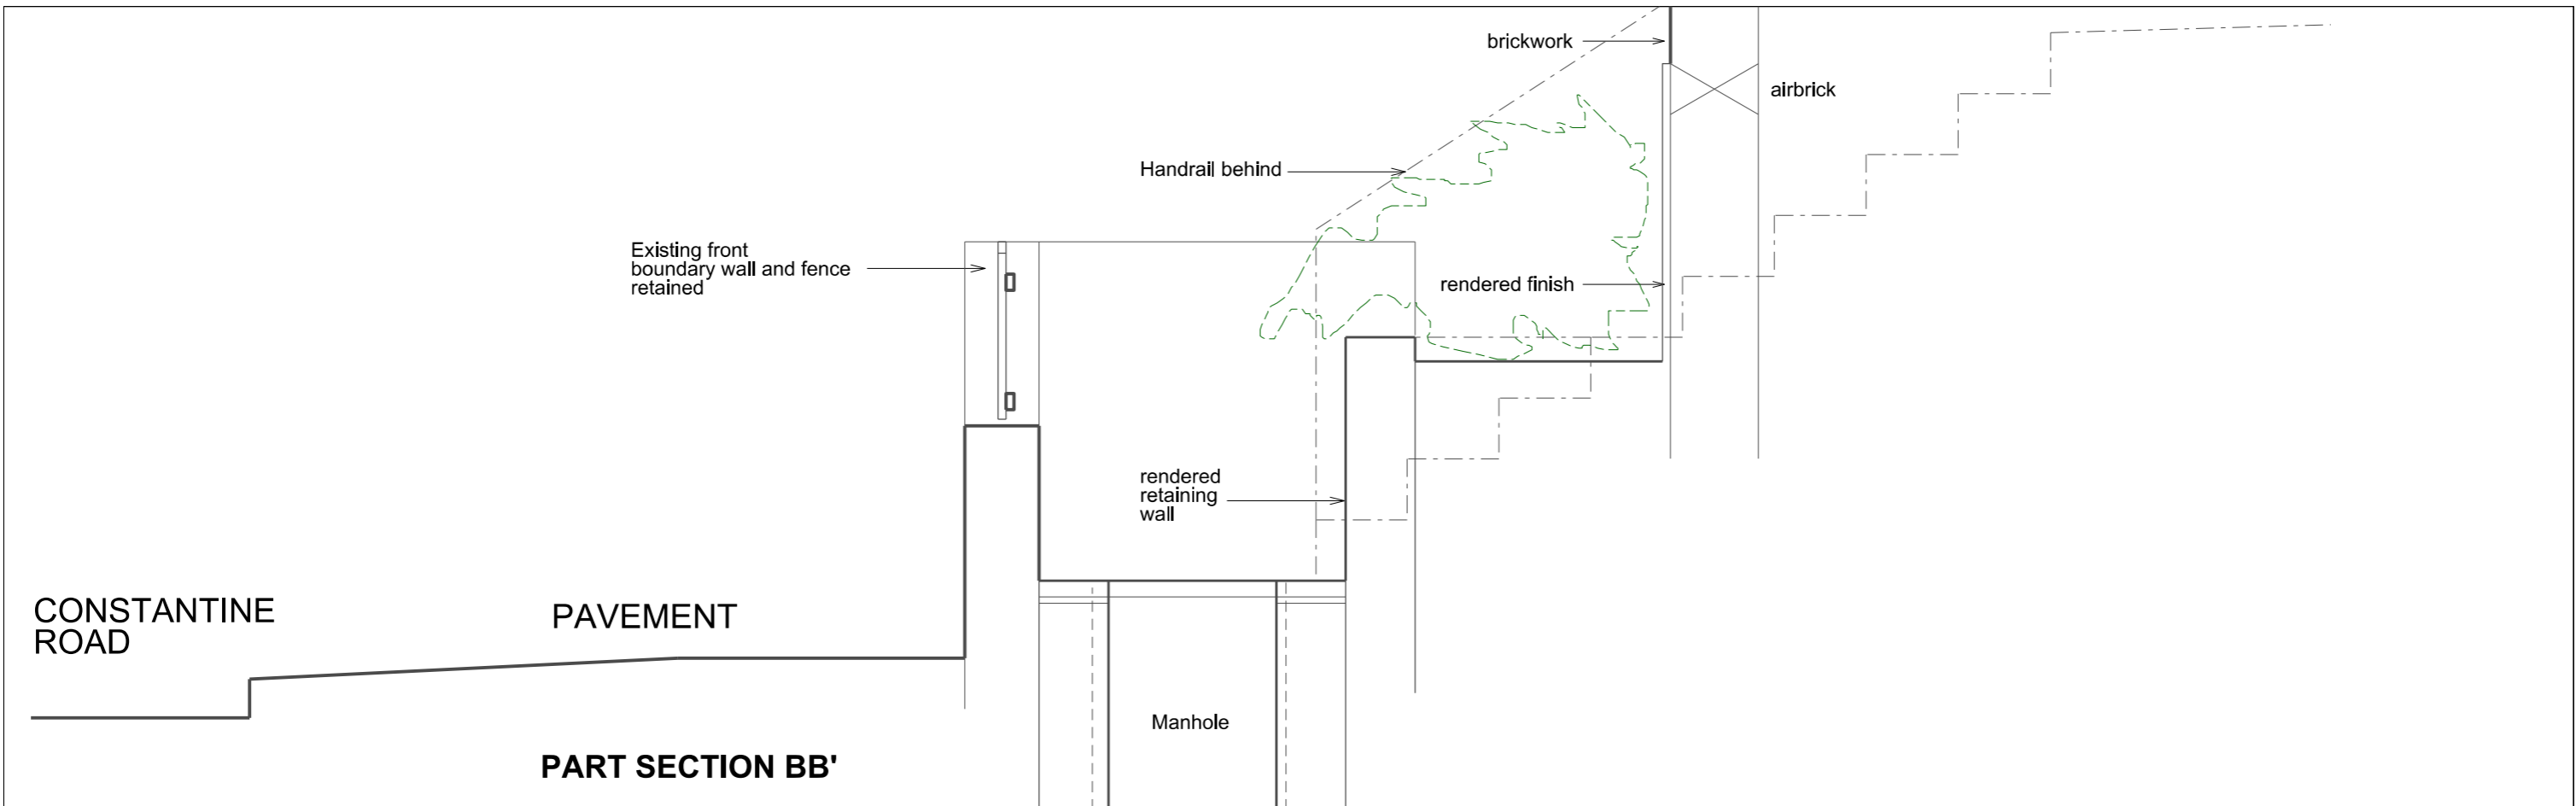 brickwork
airbrick
Handrail behind
Existing front
boundary wall and fence
retained
rendered finish
rendered
retaining
wall
CONSTANTINE
ROAD
PAVEMENT
Manhole
PART SECTION BB'